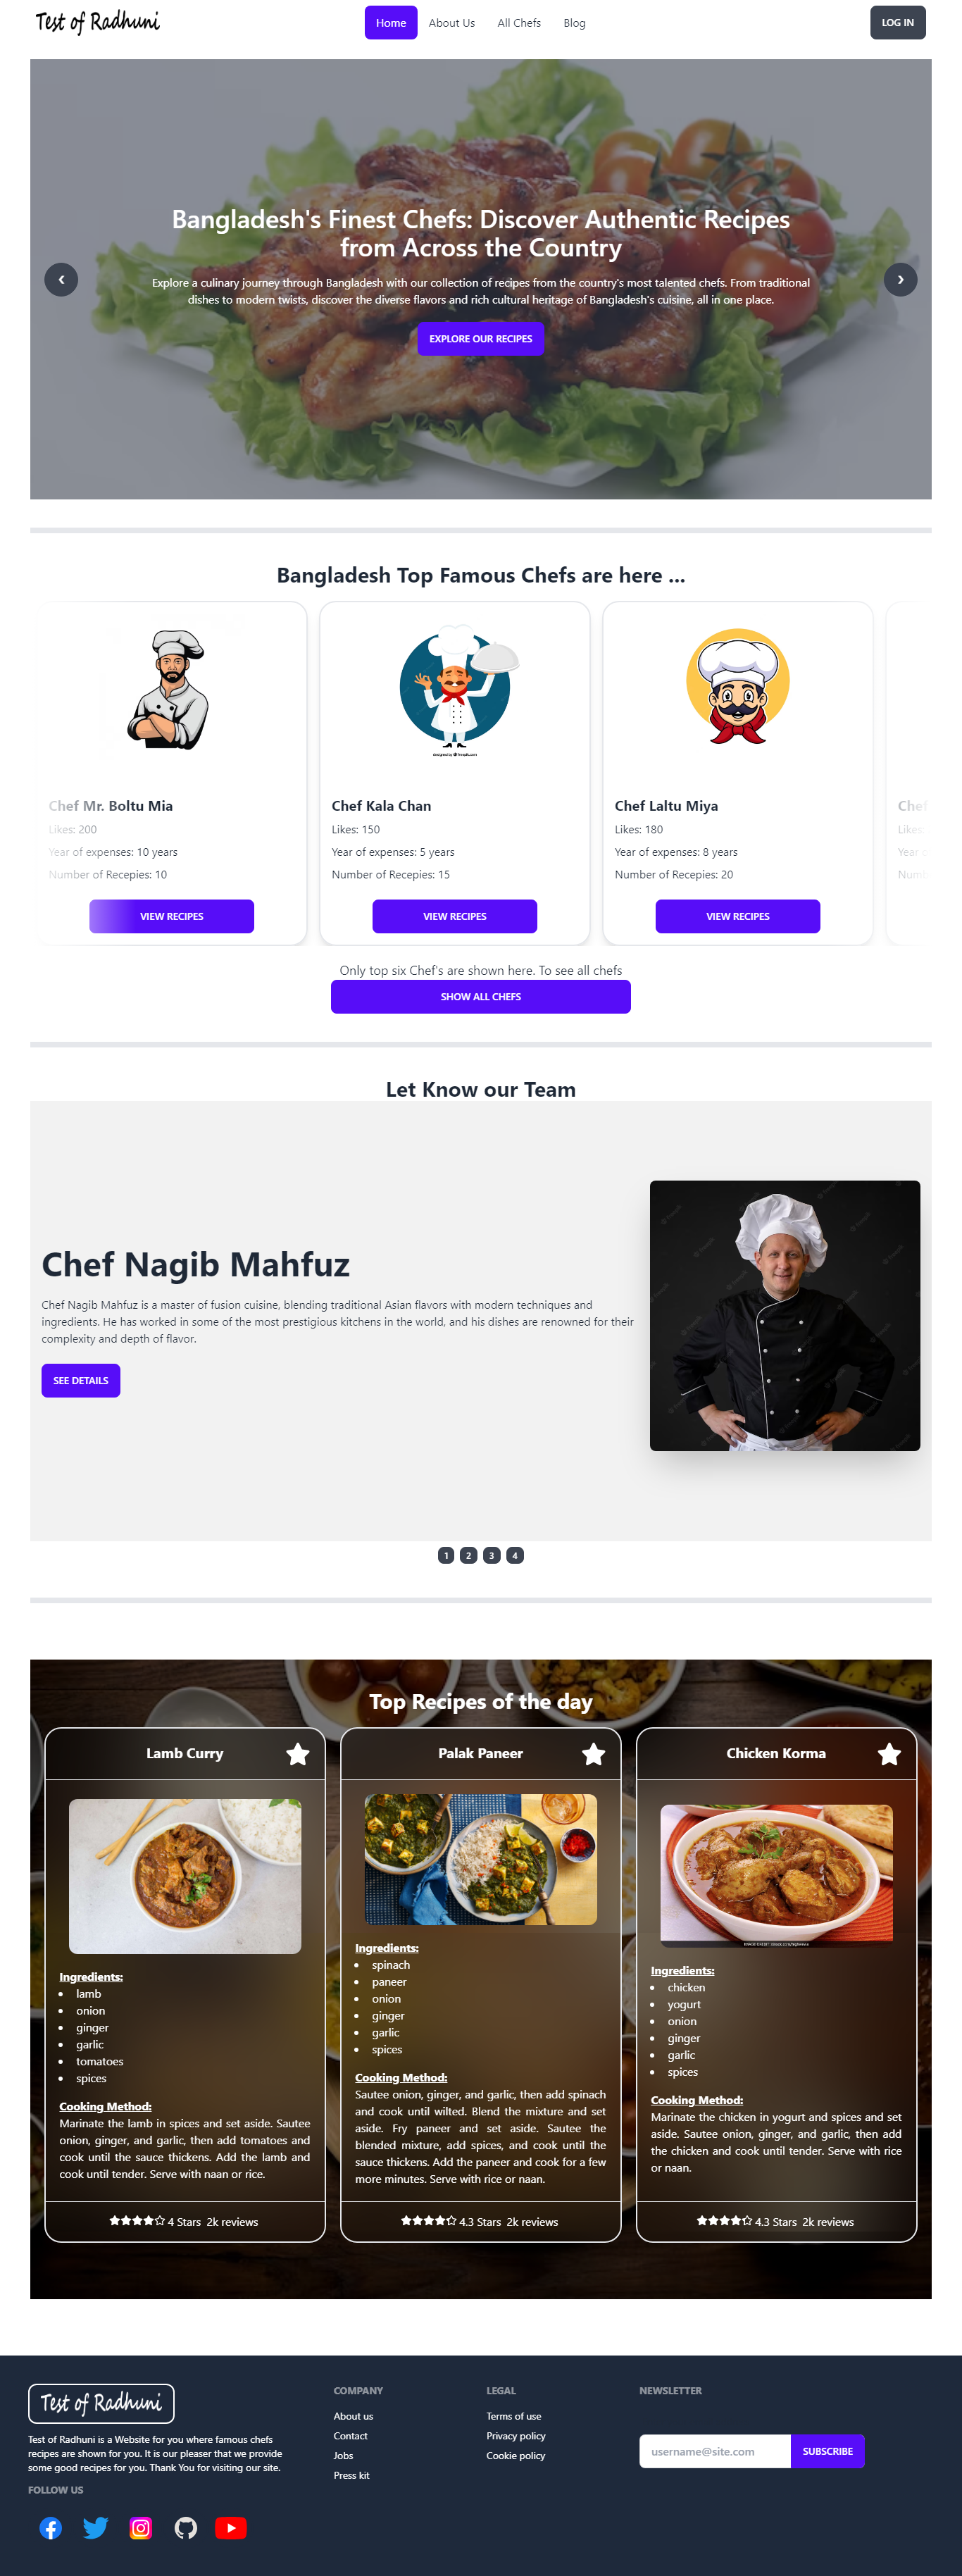 Test of Radhuni
Home
About Us
All Chefs
Blog
LOG IN
Bangladesh's Finest Chefs: Discover Authentic Recipes
from Across the Country
Explore a culinary journey through Bangladesh with our collection of recipes from the country's most talented chefs. From traditional
dishes to modern twists, discover the diverse flavors and rich cultural heritage of Bangladesh's cuisine, all in one place.
EXPLORE OUR RECIPES
Bangladesh Top Famous Chefs are here ...
Chef Mr. Boltu Mia
Likes: 200
Year of expenses: 10 years
Number of Recepies: 10
VIEW RECIPES
Chef Kala Chan
Likes: 150
Year of expenses: 5 years
Number of Recepies: 15
VIEW RECIPES
Chef Laltu Miya
Likes: 180
Year of expenses: 8 years
Number of Recepies: 20
VIEW RECIPES
Chef
Likes:
Only top six Chef's are shown here. To see all chefs
SHOW ALL CHEFS
Let Know our Team
Chef Nagib Mahfuz
Chef Nagib Mahfuz is a master of fusion cuisine, blending traditional Asian flavors with modern techniques and
ingredients. He has worked in some of the most prestigious kitchens in the world, and his dishes are renowned for their
complexity and depth of flavor.
SEE DETAILS
1 2 3 4
Top Recipes of the day
Lamb Curry
Ingredients:
lamb
onion
ginger
garlic
tomatoes
spices
Cooking Method:
Marinate the lamb in spices and set aside. Sautee
onion, ginger, and garlic, then add tomatoes and
cook until the sauce thickens. Add the lamb and
cook until tender. Serve with naan or rice.
4 Stars 2k reviews
Palak Paneer
Ingredients:
spinach
paneer
onion
ginger
garlic
spices
Cooking Method:
Sautee onion, ginger, and garlic, then add spinach
and cook until wilted. Blend the mixture and set
aside. Fry paneer and set aside. Sautee the
blended mixture, add spices, and cook until the
sauce thickens. Add the paneer and cook for a few
more minutes. Serve with rice or naan.
4.3 Stars 2k reviews
Chicken Korma
Ingredients:
chicken
yogurt
onion
ginger
garlic
spices
Cooking Method:
Marinate the chicken in yogurt and spices and set
aside. Sautee onion, ginger, and garlic, then add
the chicken and cook until tender. Serve with rice
or naan.
4.3 Stars 2k reviews
Test of Radhuni
Test of Radhuni is a Website for you where famous chefs
recipes are shown for you. It is our pleaser that we provide
some good recipes for you. Thank You for visiting our site.
FOLLOW US
COMPANY
About us
Contact
Jobs
Press kit
LEGAL
Terms of use
Privacy policy
Cookie policy
NEWSLETTER
username@site.com
SUBSCRIBE